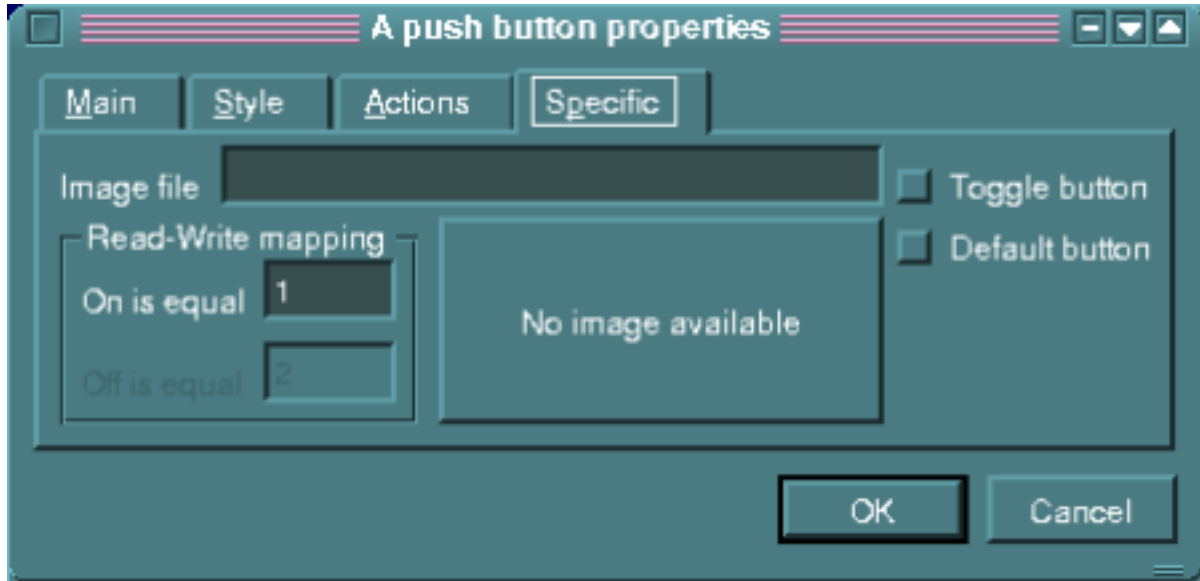 A push button properties
Main Style Actions Specific
Image file
Toggle button
Read-Write mapping
Default button
On is equal 1
No image available
Off is equal 2
OK Cancel